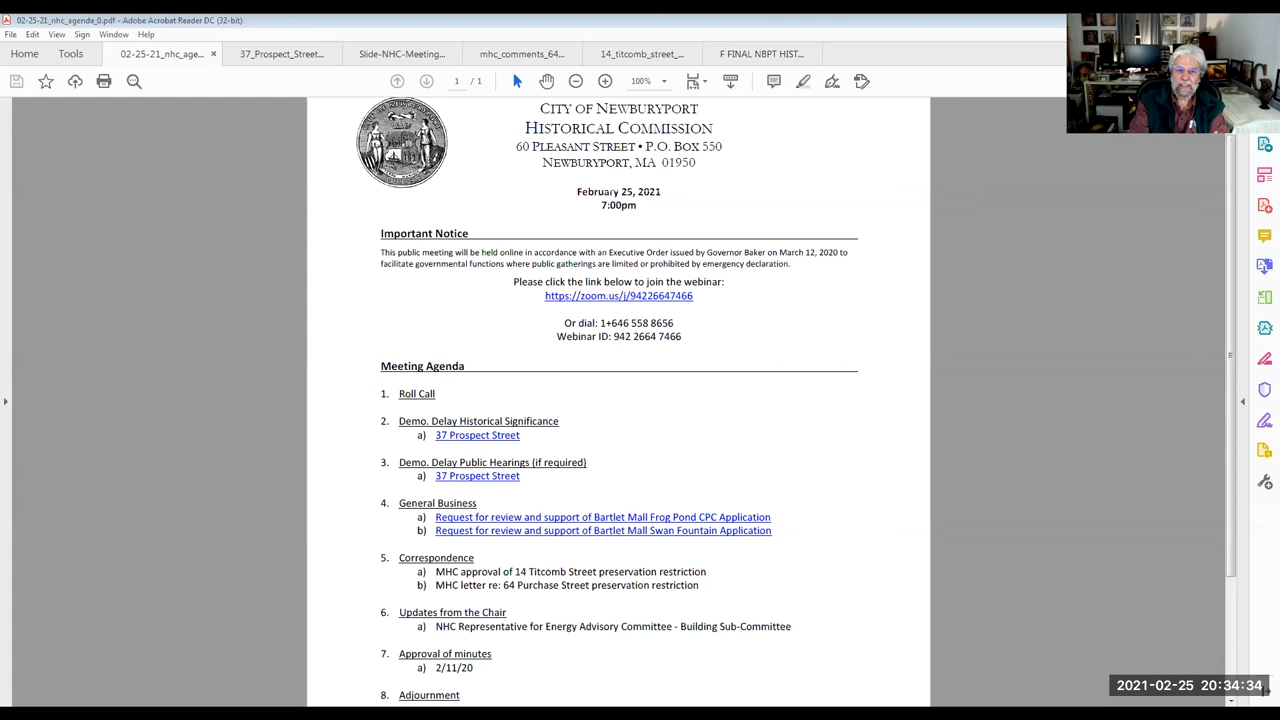 02-25-21_nhc_agenda_0.pdf - Adobe Acrobat Reader DC (32-bit)
File Edit View Sign Window Help
Home Tools 02-25-21_nhc_age... × 37_Prospect_Street... Slide-NHC-Meeting... mhc_comments_64... 14_titcomb_street_... F FINAL NBPT HIST...
1 / 1 100%
CITY OF NEWBURYPORT
HISTORICAL COMMISSION
60 PLEASANT STREET • P.O. BOX 550
NEWBURYPORT, MA 01950
February 25, 2021
7:00pm
Important Notice
This public meeting will be held online in accordance with an Executive Order issued by Governor Baker on March 12, 2020 to
facilitate governmental functions where public gatherings are limited or prohibited by emergency declaration.
Please click the link below to join the webinar:
https://zoom.us/j/94226647466
Or dial: 1+646 558 8656
Webinar ID: 942 2664 7466
Meeting Agenda
1. Roll Call
2. Demo. Delay Historical Significance
a) 37 Prospect Street
3. Demo. Delay Public Hearings (if required)
a) 37 Prospect Street
4. General Business
a) Request for review and support of Bartlet Mall Frog Pond CPC Application
b) Request for review and support of Bartlet Mall Swan Fountain Application
5. Correspondence
a) MHC approval of 14 Titcomb Street preservation restriction
b) MHC letter re: 64 Purchase Street preservation restriction
6. Updates from the Chair
a) NHC Representative for Energy Advisory Committee - Building Sub-Committee
7. Approval of minutes
a) 2/11/20
8. Adjournment
2021-02-25 20:34:34